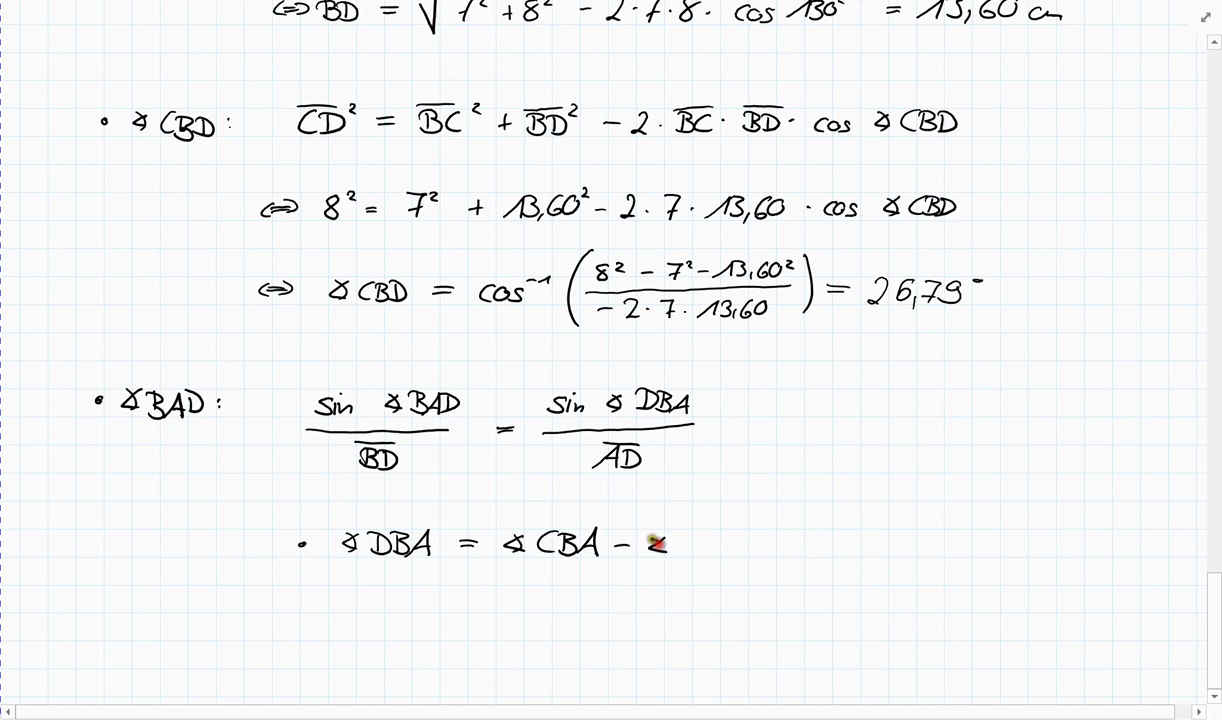 ⇔ BD = √7² + 8² − 2·7·8· cos 130° = 13,60 cm
• ∢ CBD : CD² = BC² + BD² − 2 · BC · BD · cos ∢ CBD
⇔ 8² = 7² + 13,60² − 2 · 7 · 13,60 · cos ∢ CBD
⇔ ∢ CBD = cos⁻¹ ( (8² − 7² − 13,60²) / (− 2 · 7 · 13,60) ) = 26,79°
• ∢ BAD : sin ∢ BAD / BD = sin ∢ DBA / AD
• ∢ DBA = ∢ CBA − ∢